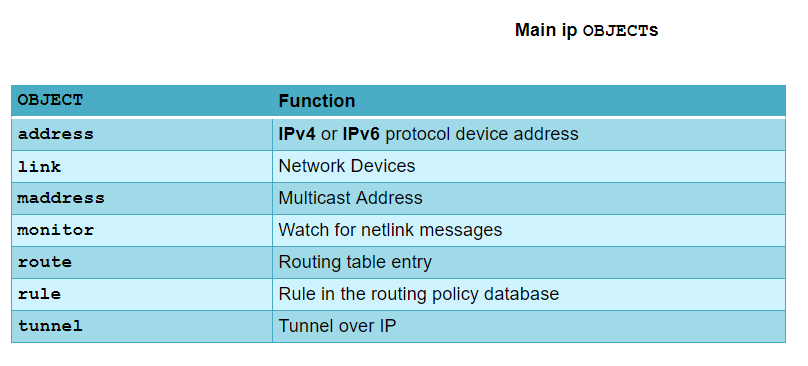 Main ip OBJECTs
OBJECT Function
address IPv4 or IPv6 protocol device address
link Network Devices
maddress Multicast Address
monitor Watch for netlink messages
route Routing table entry
rule Rule in the routing policy database
tunnel Tunnel over IP